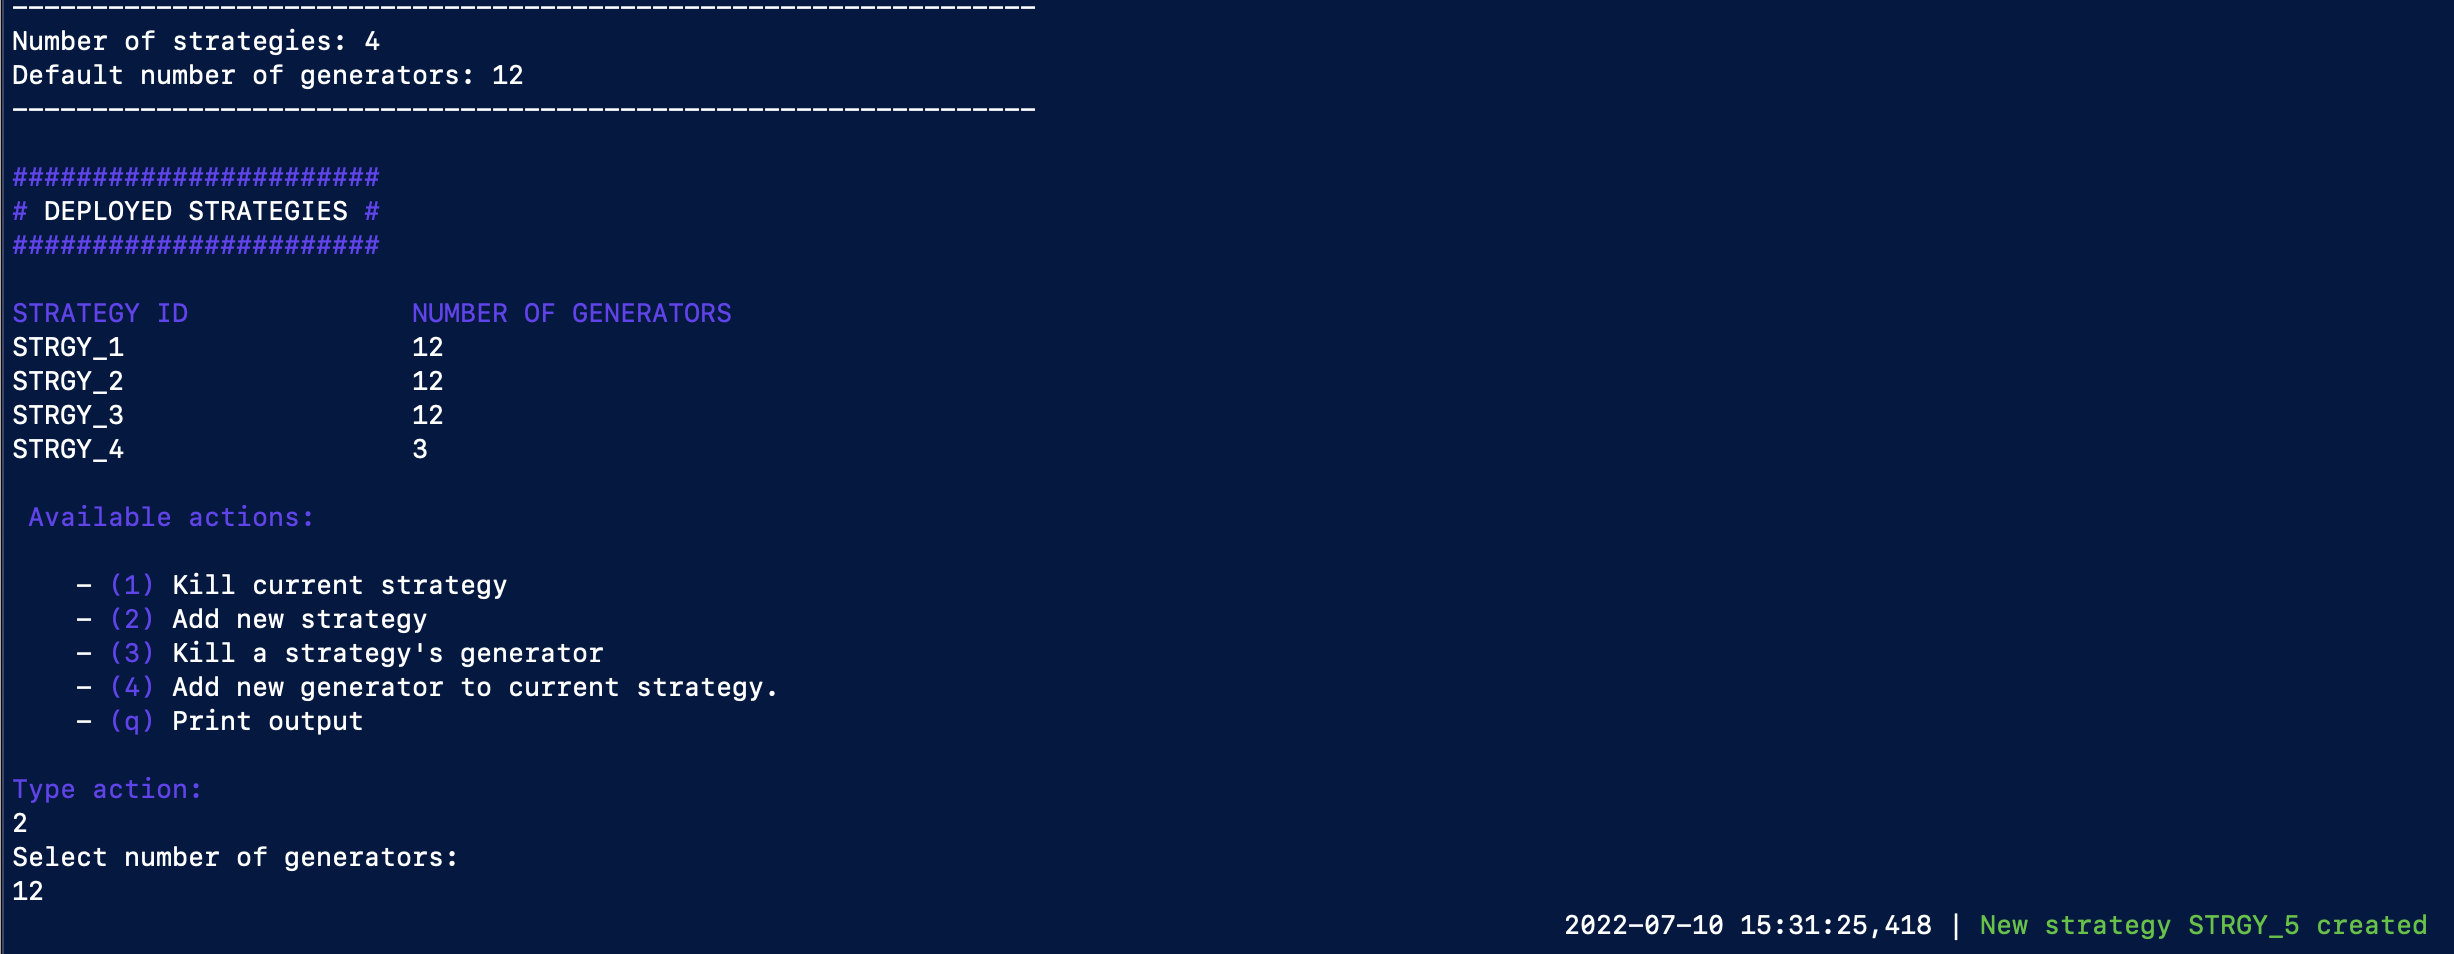 ----------------------------------------------------------------
Number of strategies: 4
Default number of generators: 12
----------------------------------------------------------------
#######################
# DEPLOYED STRATEGIES #
#######################
STRATEGY ID NUMBER OF GENERATORS
STRGY_1 12
STRGY_2 12
STRGY_3 12
STRGY_4 3
Available actions:
- (1) Kill current strategy
- (2) Add new strategy
- (3) Kill a strategy's generator
- (4) Add new generator to current strategy.
- (q) Print output
Type action:
2
Select number of generators:
12
2022-07-10 15:31:25,418 | New strategy STRGY_5 created